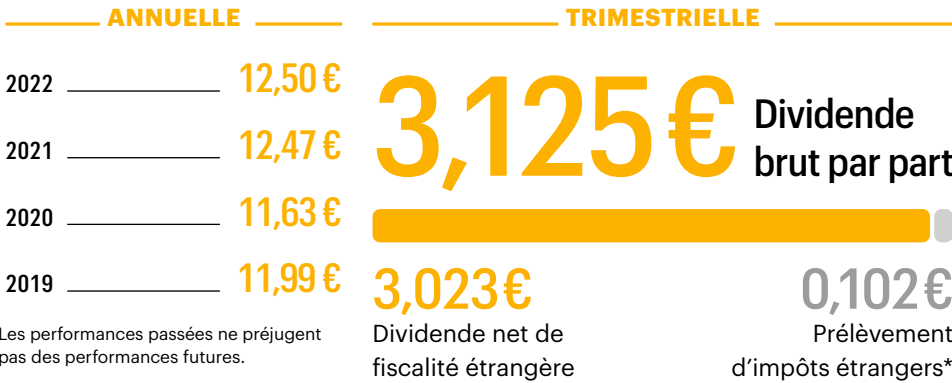 ANNUELLE
2022 12,50 €
2021 12,47 €
2020 11,63 €
2019 11,99 €
Les performances passées ne préjugent
pas des performances futures.
TRIMESTRIELLE
3,125 €
Dividende
brut par part
3,023 €
Dividende net de
fiscalité étrangère
0,102 €
Prélèvement
d'impôts étrangers*